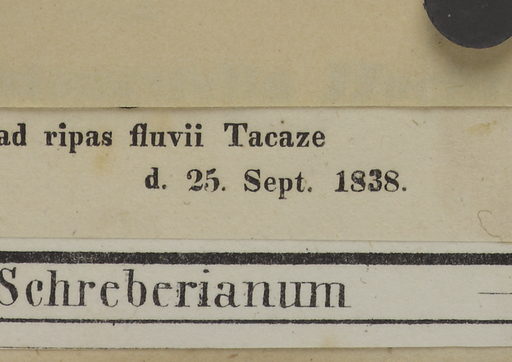 ad ripas fluvii Tacaze
d. 25. Sept. 1838.
Schreberianum